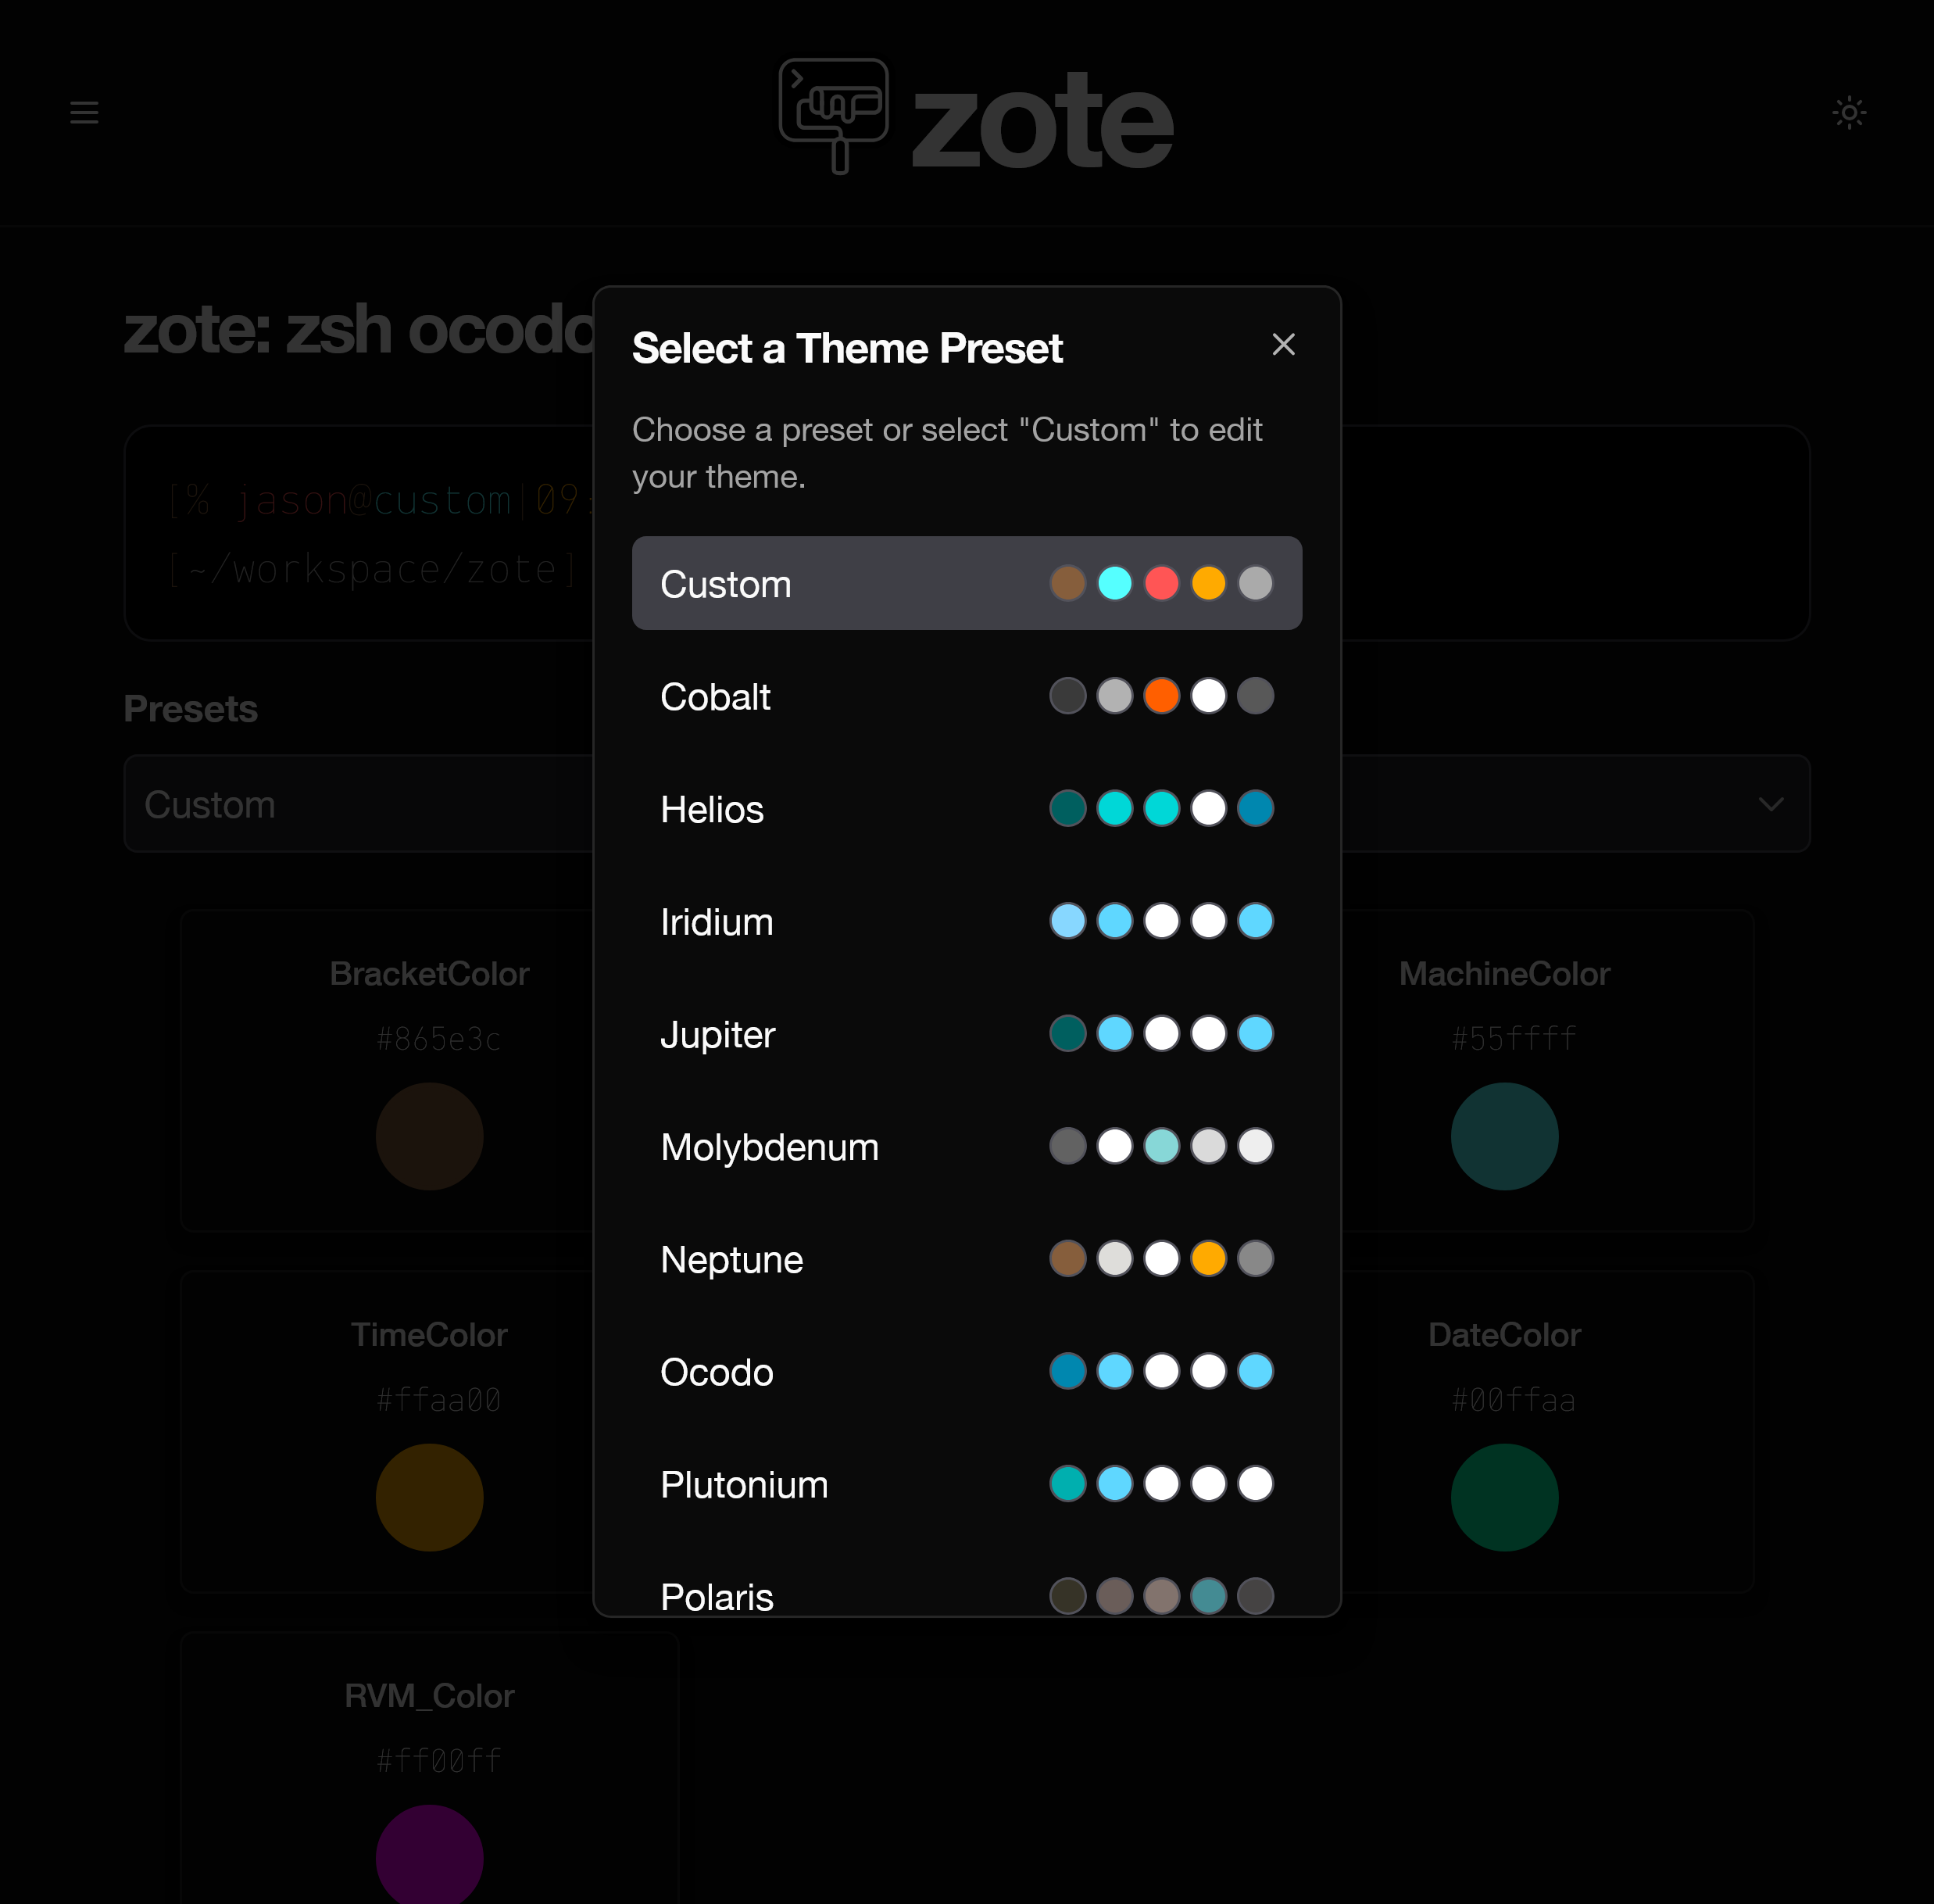 zote
zote: zsh ocodo
[% jason@custom|09:
[~/workspace/zote]
Presets
Custom
BracketColor
#865e3c
MachineColor
#55ffff
TimeColor
#ffaa00
DateColor
#00ffaa
RVM_Color
#ff00ff
Select a Theme Preset
Choose a preset or select "Custom" to edit
your theme.
Custom
Cobalt
Helios
Iridium
Jupiter
Molybdenum
Neptune
Ocodo
Plutonium
Polaris